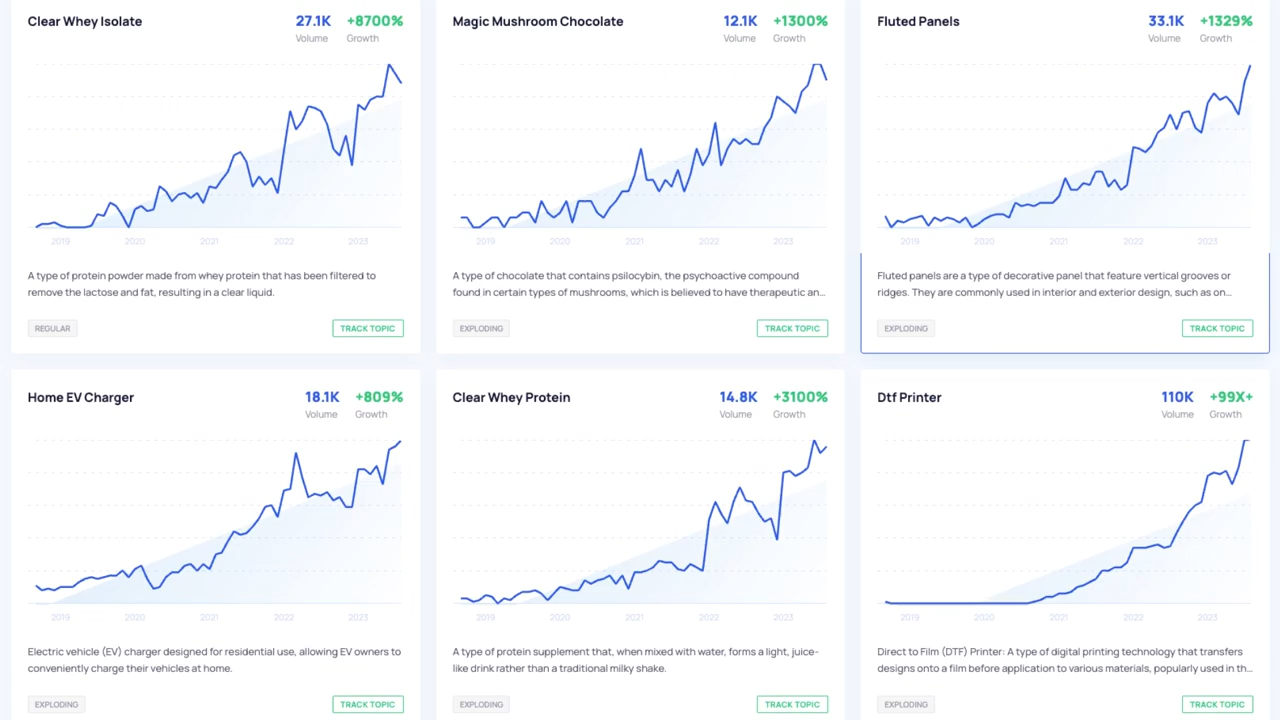 Clear Whey Isolate
27.1K +8700%
Volume Growth
2019 2020 2021 2022 2023
A type of protein powder made from whey protein that has been filtered to
remove the lactose and fat, resulting in a clear liquid.
REGULAR
TRACK TOPIC
Magic Mushroom Chocolate
12.1K +1300%
Volume Growth
2019 2020 2021 2022 2023
A type of chocolate that contains psilocybin, the psychoactive compound
found in certain types of mushrooms, which is believed to have therapeutic an...
EXPLODING
TRACK TOPIC
Fluted Panels
33.1K +1329%
Volume Growth
2019 2020 2021 2022 2023
Fluted panels are a type of decorative panel that feature vertical grooves or
ridges. They are commonly used in interior and exterior design, such as on...
EXPLODING
TRACK TOPIC
Home EV Charger
18.1K +809%
Volume Growth
2019 2020 2021 2022 2023
Electric vehicle (EV) charger designed for residential use, allowing EV owners to
conveniently charge their vehicles at home.
EXPLODING
TRACK TOPIC
Clear Whey Protein
14.8K +3100%
Volume Growth
2019 2020 2021 2022 2023
A type of protein supplement that, when mixed with water, forms a light, juice-
like drink rather than a traditional milky shake.
EXPLODING
TRACK TOPIC
Dtf Printer
110K +99X+
Volume Growth
2019 2020 2021 2022 2023
Direct to Film (DTF) Printer: A type of digital printing technology that transfers
designs onto a film before application to various materials, popularly used in th...
EXPLODING
TRACK TOPIC